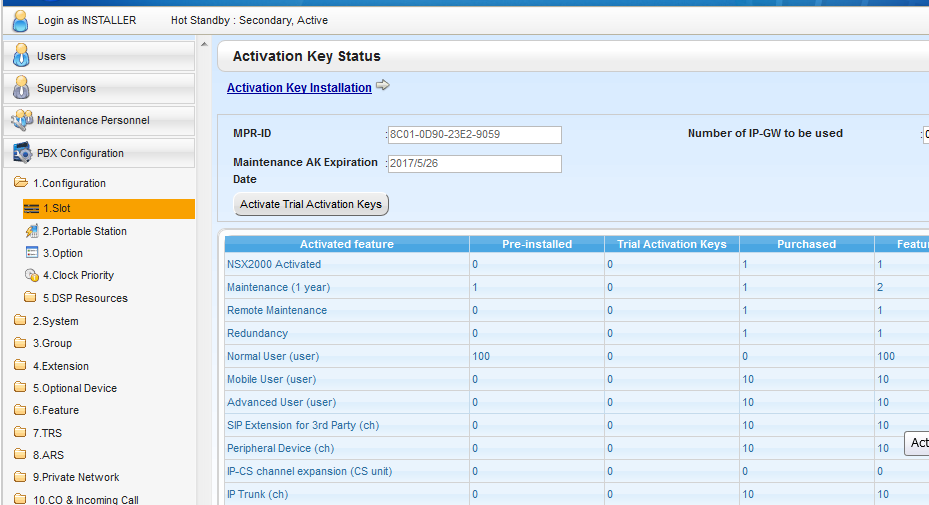 Login as INSTALLER Hot Standby : Secondary, Active
Users
Supervisors
Maintenance Personnel
PBX Configuration
1.Configuration
1.Slot
2.Portable Station
3.Option
4.Clock Priority
5.DSP Resources
2.System
3.Group
4.Extension
5.Optional Device
6.Feature
7.TRS
8.ARS
9.Private Network
10.CO & Incoming Call
Activation Key Status
Activation Key Installation
MPR-ID : 8C01-0D90-23E2-9059 Number of IP-GW to be used :
Maintenance AK Expiration : 2017/5/26
Date
Activate Trial Activation Keys
Activated feature Pre-installed Trial Activation Keys Purchased Featu
NSX2000 Activated 0 0 1 1
Maintenance (1 year) 1 0 1 2
Remote Maintenance 0 0 1 1
Redundancy 0 0 1 1
Normal User (user) 100 0 0 100
Mobile User (user) 0 0 10 10
Advanced User (user) 0 0 10 10
SIP Extension for 3rd Party (ch) 0 0 10 10
Peripheral Device (ch) 0 0 10 10 Act
IP-CS channel expansion (CS unit) 0 0 0 0
IP Trunk (ch) 0 0 10 10